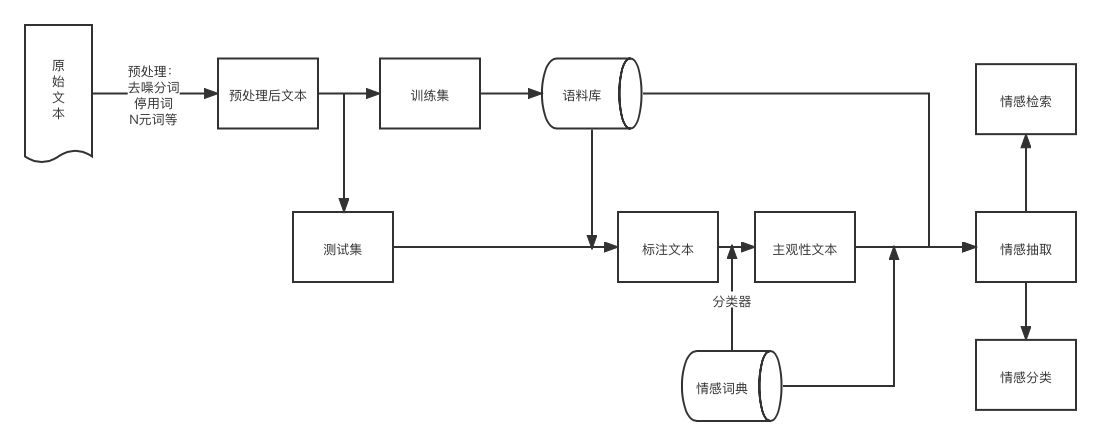 原
始
文
本
预处理：
去噪分词
停用词
N元词等
预处理后文本
训练集
语料库
情感检索
测试集
标注文本
主观性文本
情感抽取
分类器
情感词典
情感分类